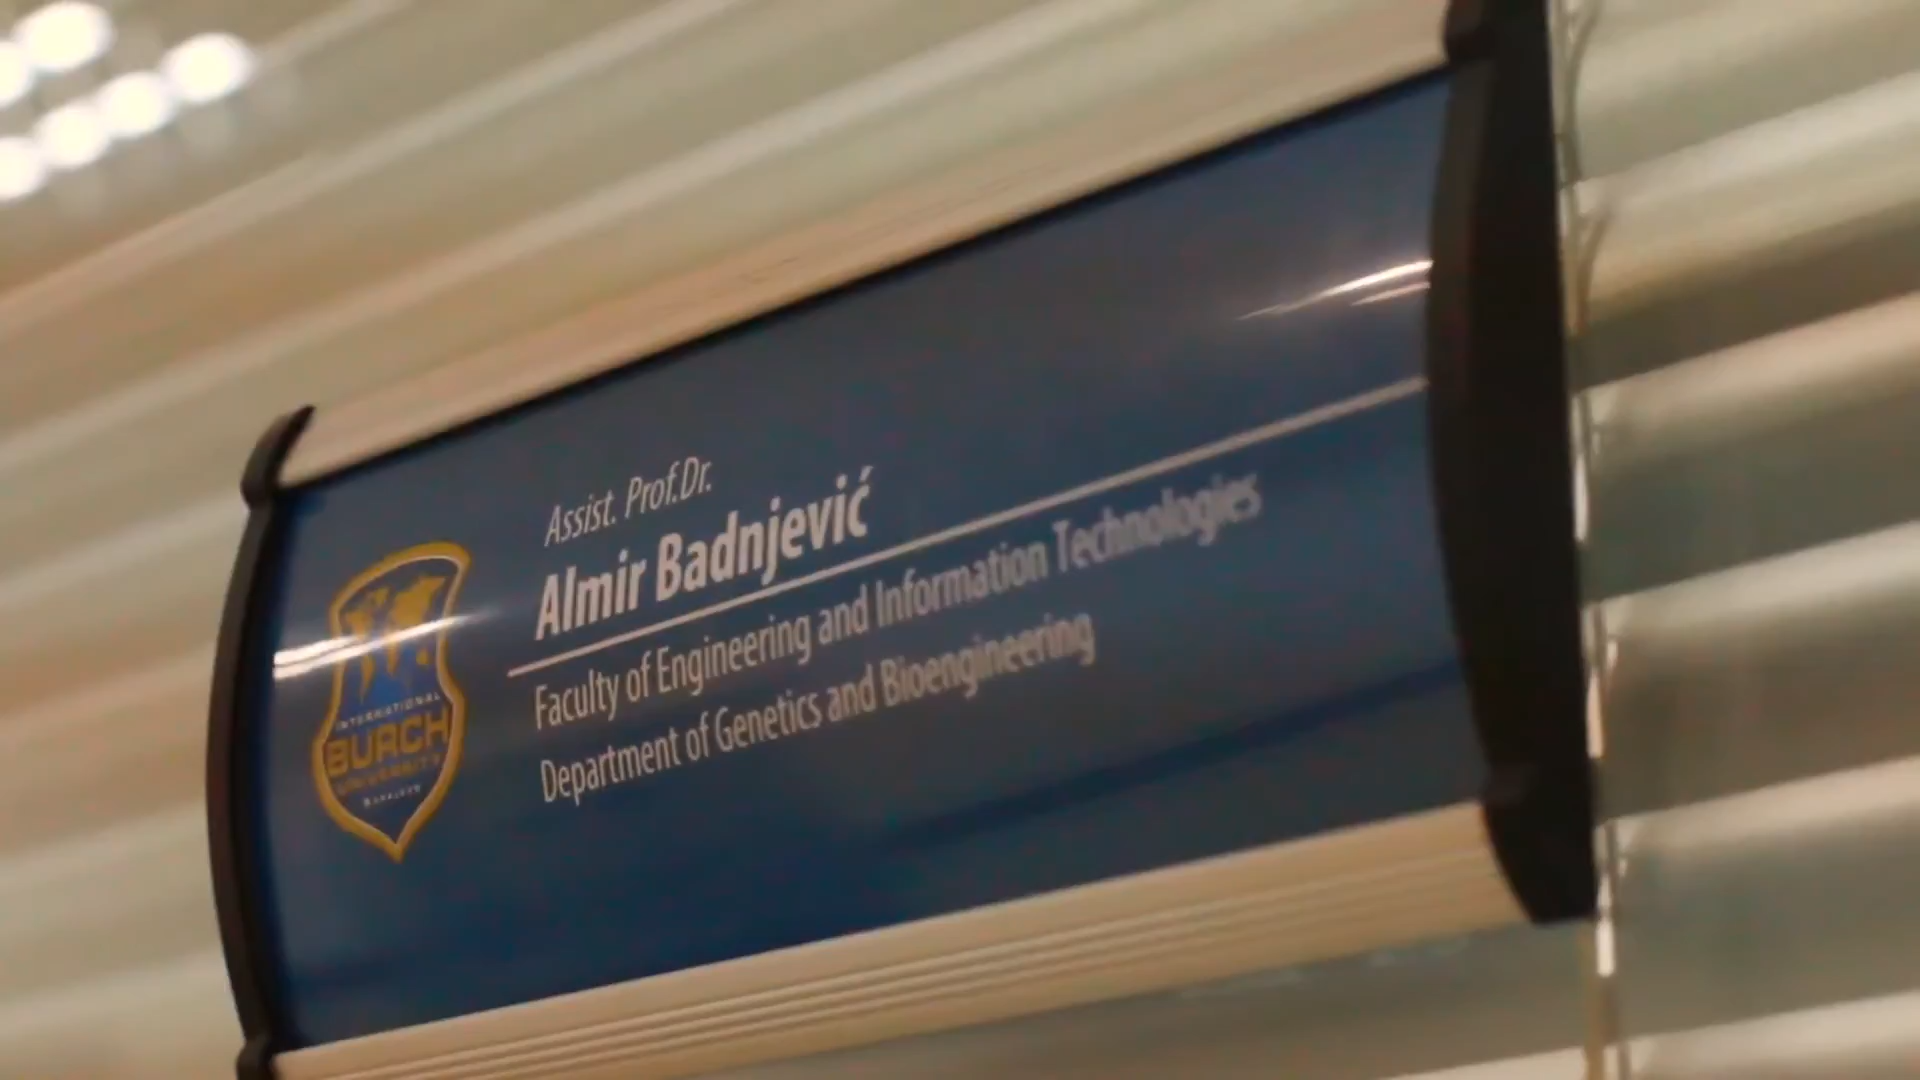 Assist. Prof.Dr.
Almir Badnjević
Faculty of Engineering and Information Technologies
Department of Genetics and Bioengineering
INTERNATIONAL
BURCH
UNIVERSITY
SARAJEVO